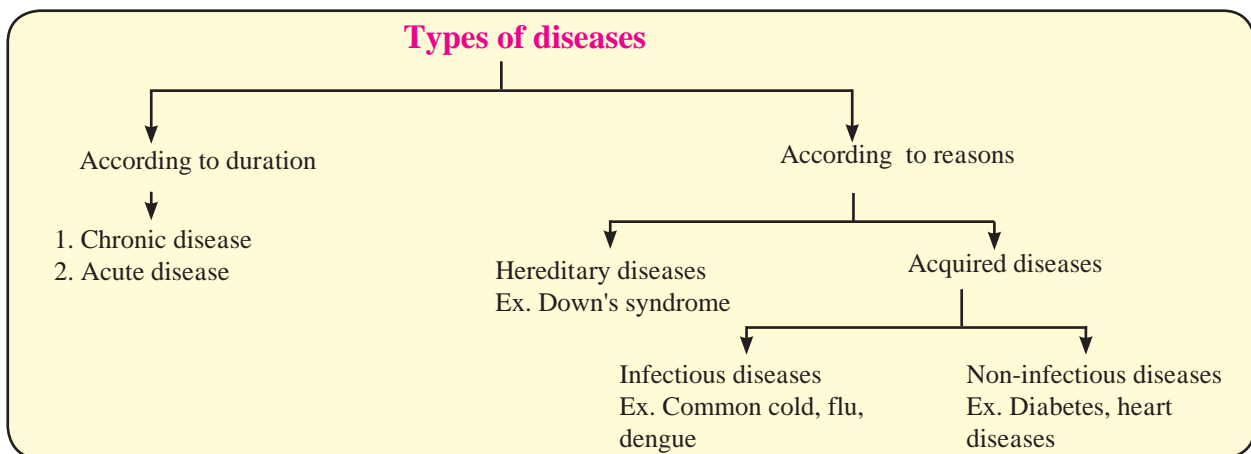 Types of diseases
According to duration
1. Chronic disease
2. Acute disease
According to reasons
Hereditary diseases
Ex. Down's syndrome
Acquired diseases
Infectious diseases
Ex. Common cold, flu,
dengue
Non-infectious diseases
Ex. Diabetes, heart
diseases